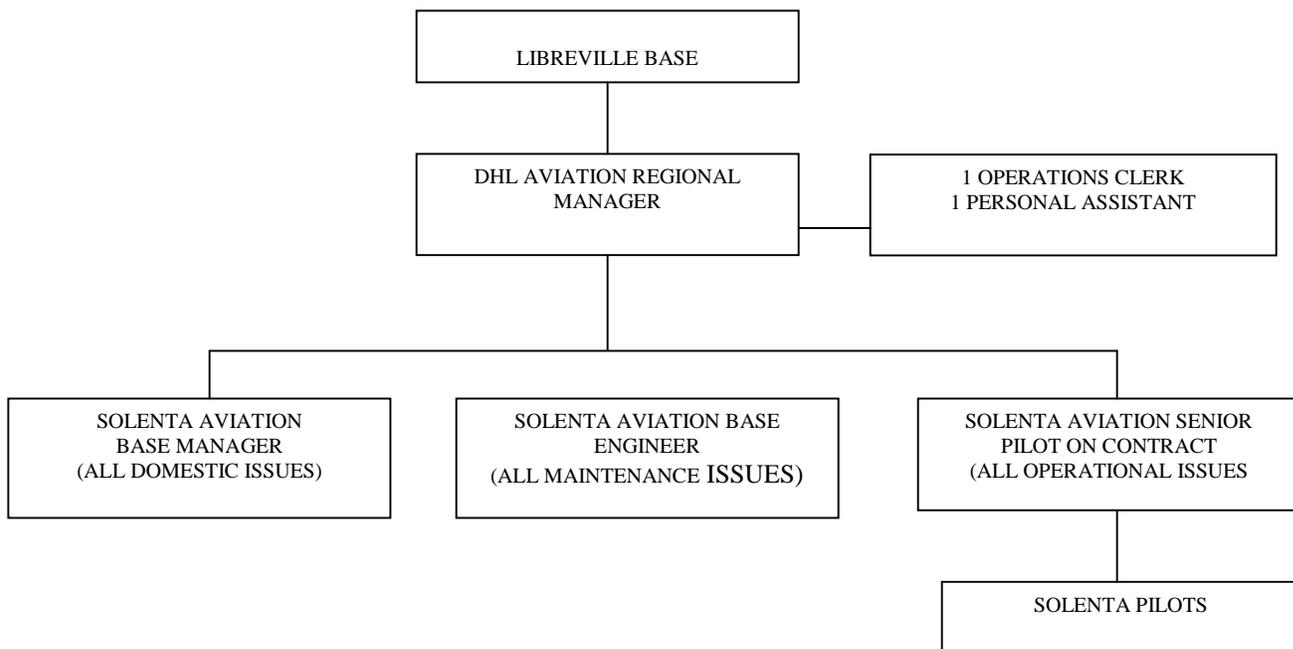 LIBREVILLE BASE
DHL AVIATION REGIONAL
MANAGER
1 OPERATIONS CLERK
1 PERSONAL ASSISTANT
SOLENTA AVIATION
BASE MANAGER
(ALL DOMESTIC ISSUES)
SOLENTA AVIATION BASE
ENGINEER
(ALL MAINTENANCE ISSUES)
SOLENTA AVIATION SENIOR
PILOT ON CONTRACT
(ALL OPERATIONAL ISSUES
SOLENTA PILOTS